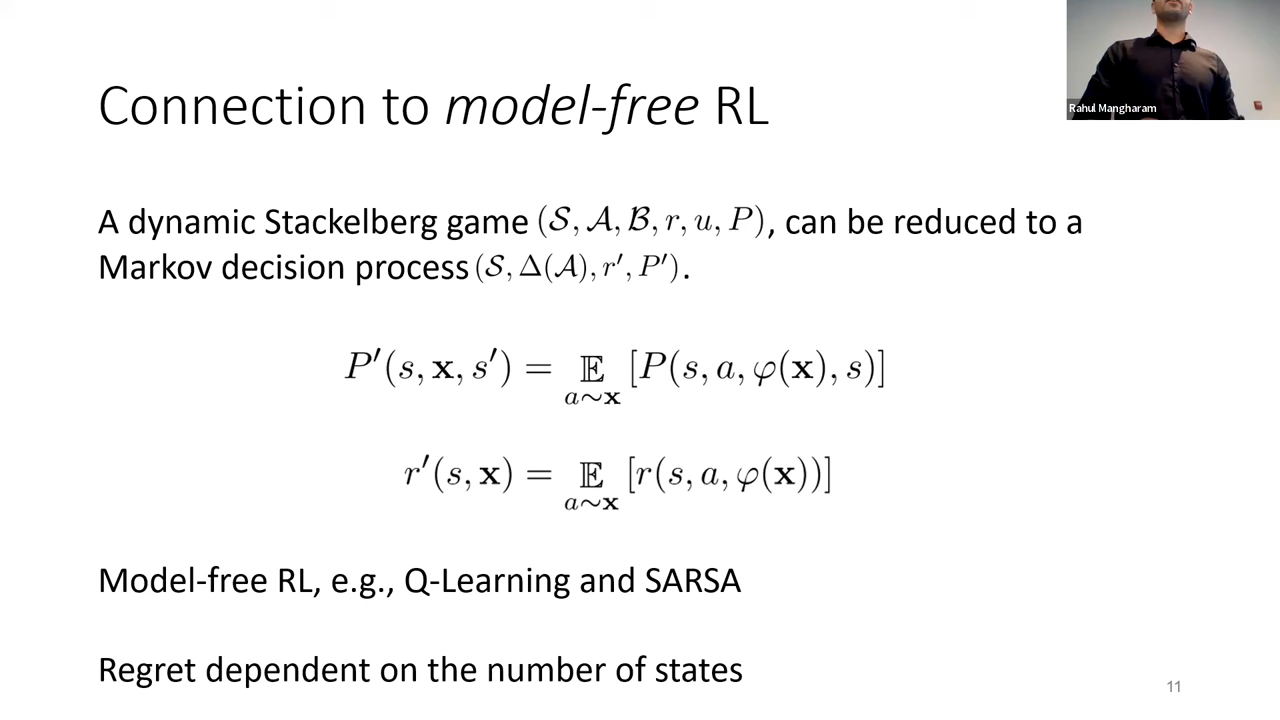 Connection to model-free RL
Rahul Mangharam
A dynamic Stackelberg game (𝒮, 𝒜, ℬ, r, u, P), can be reduced to a
Markov decision process (𝒮, Δ(𝒜), r′, P′).
P′(s, 𝐱, s′) = 𝔼_{a∼𝐱} [P(s, a, φ(𝐱), s)]
r′(s, 𝐱) = 𝔼_{a∼𝐱} [r(s, a, φ(𝐱))]
Model-free RL, e.g., Q-Learning and SARSA
Regret dependent on the number of states
11